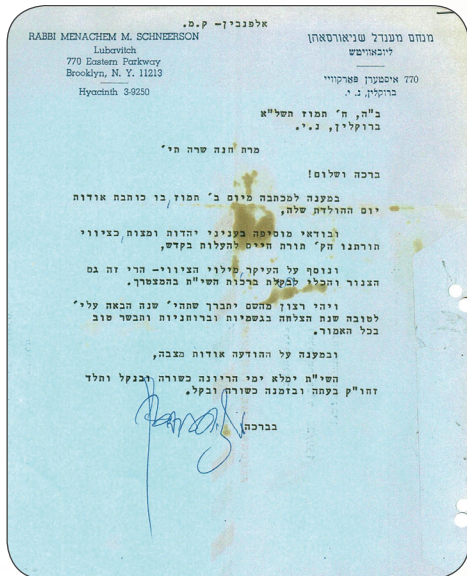 אלפנבין- ק.מ.
RABBI MENACHEM M. SCHNEERSON
Lubavitch
770 Eastern Parkway
Brooklyn, N. Y. 11213
Hyacinth 3-9250
מנחם מענדל שניאורסאהן
ליובאוויטש
770 איסטערן פארקוויי
ברוקלין, נ. י.
ב"ה, ח' תמוז תשל"א
ברוקלין, נ.י.
מרת חנה שרה תי'
ברכה ושלום!
במענה למכתבה מיום ב' תמוז, בו כותבת אודות
יום ההולדת שלה,
ובודאי מוסיפה בעניני יהדות ומצות, כציווי
תורתנו הק' תורת חיים להעלות בקדש,
ונוסף על העיקר, מילוי הציווי- הרי זה גם
הצנור והכלי לקבלת ברכות השי"ת בהמצטרך.
ויהי רצון מהשם יתברך שתהי' שנה הבאה עלי'
לטובה שנת הצלחה בגשמיות וברוחניות ותבשר טוב
בכל האמור.
ובמענה על ההודעה אודות מצבה,
השי"ת ימלא ימי הריונה כשורה ובנקל ותלד
זחו"ק בעתה ובזמנה כשורה ובקל.
בברכה,